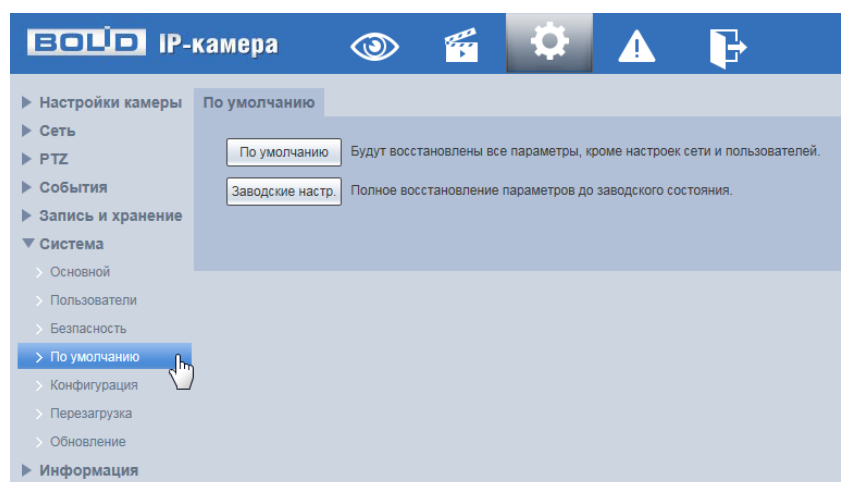 BOLID IP-камера
Настройки камеры
Сеть
PTZ
События
Запись и хранение
Система
Основной
Пользователи
Безпасность
По умолчанию
Конфигурация
Перезагрузка
Обновление
Информация
По умолчанию
По умолчанию Будут восстановлены все параметры, кроме настроек сети и пользователей.
Заводские настр. Полное восстановление параметров до заводского состояния.